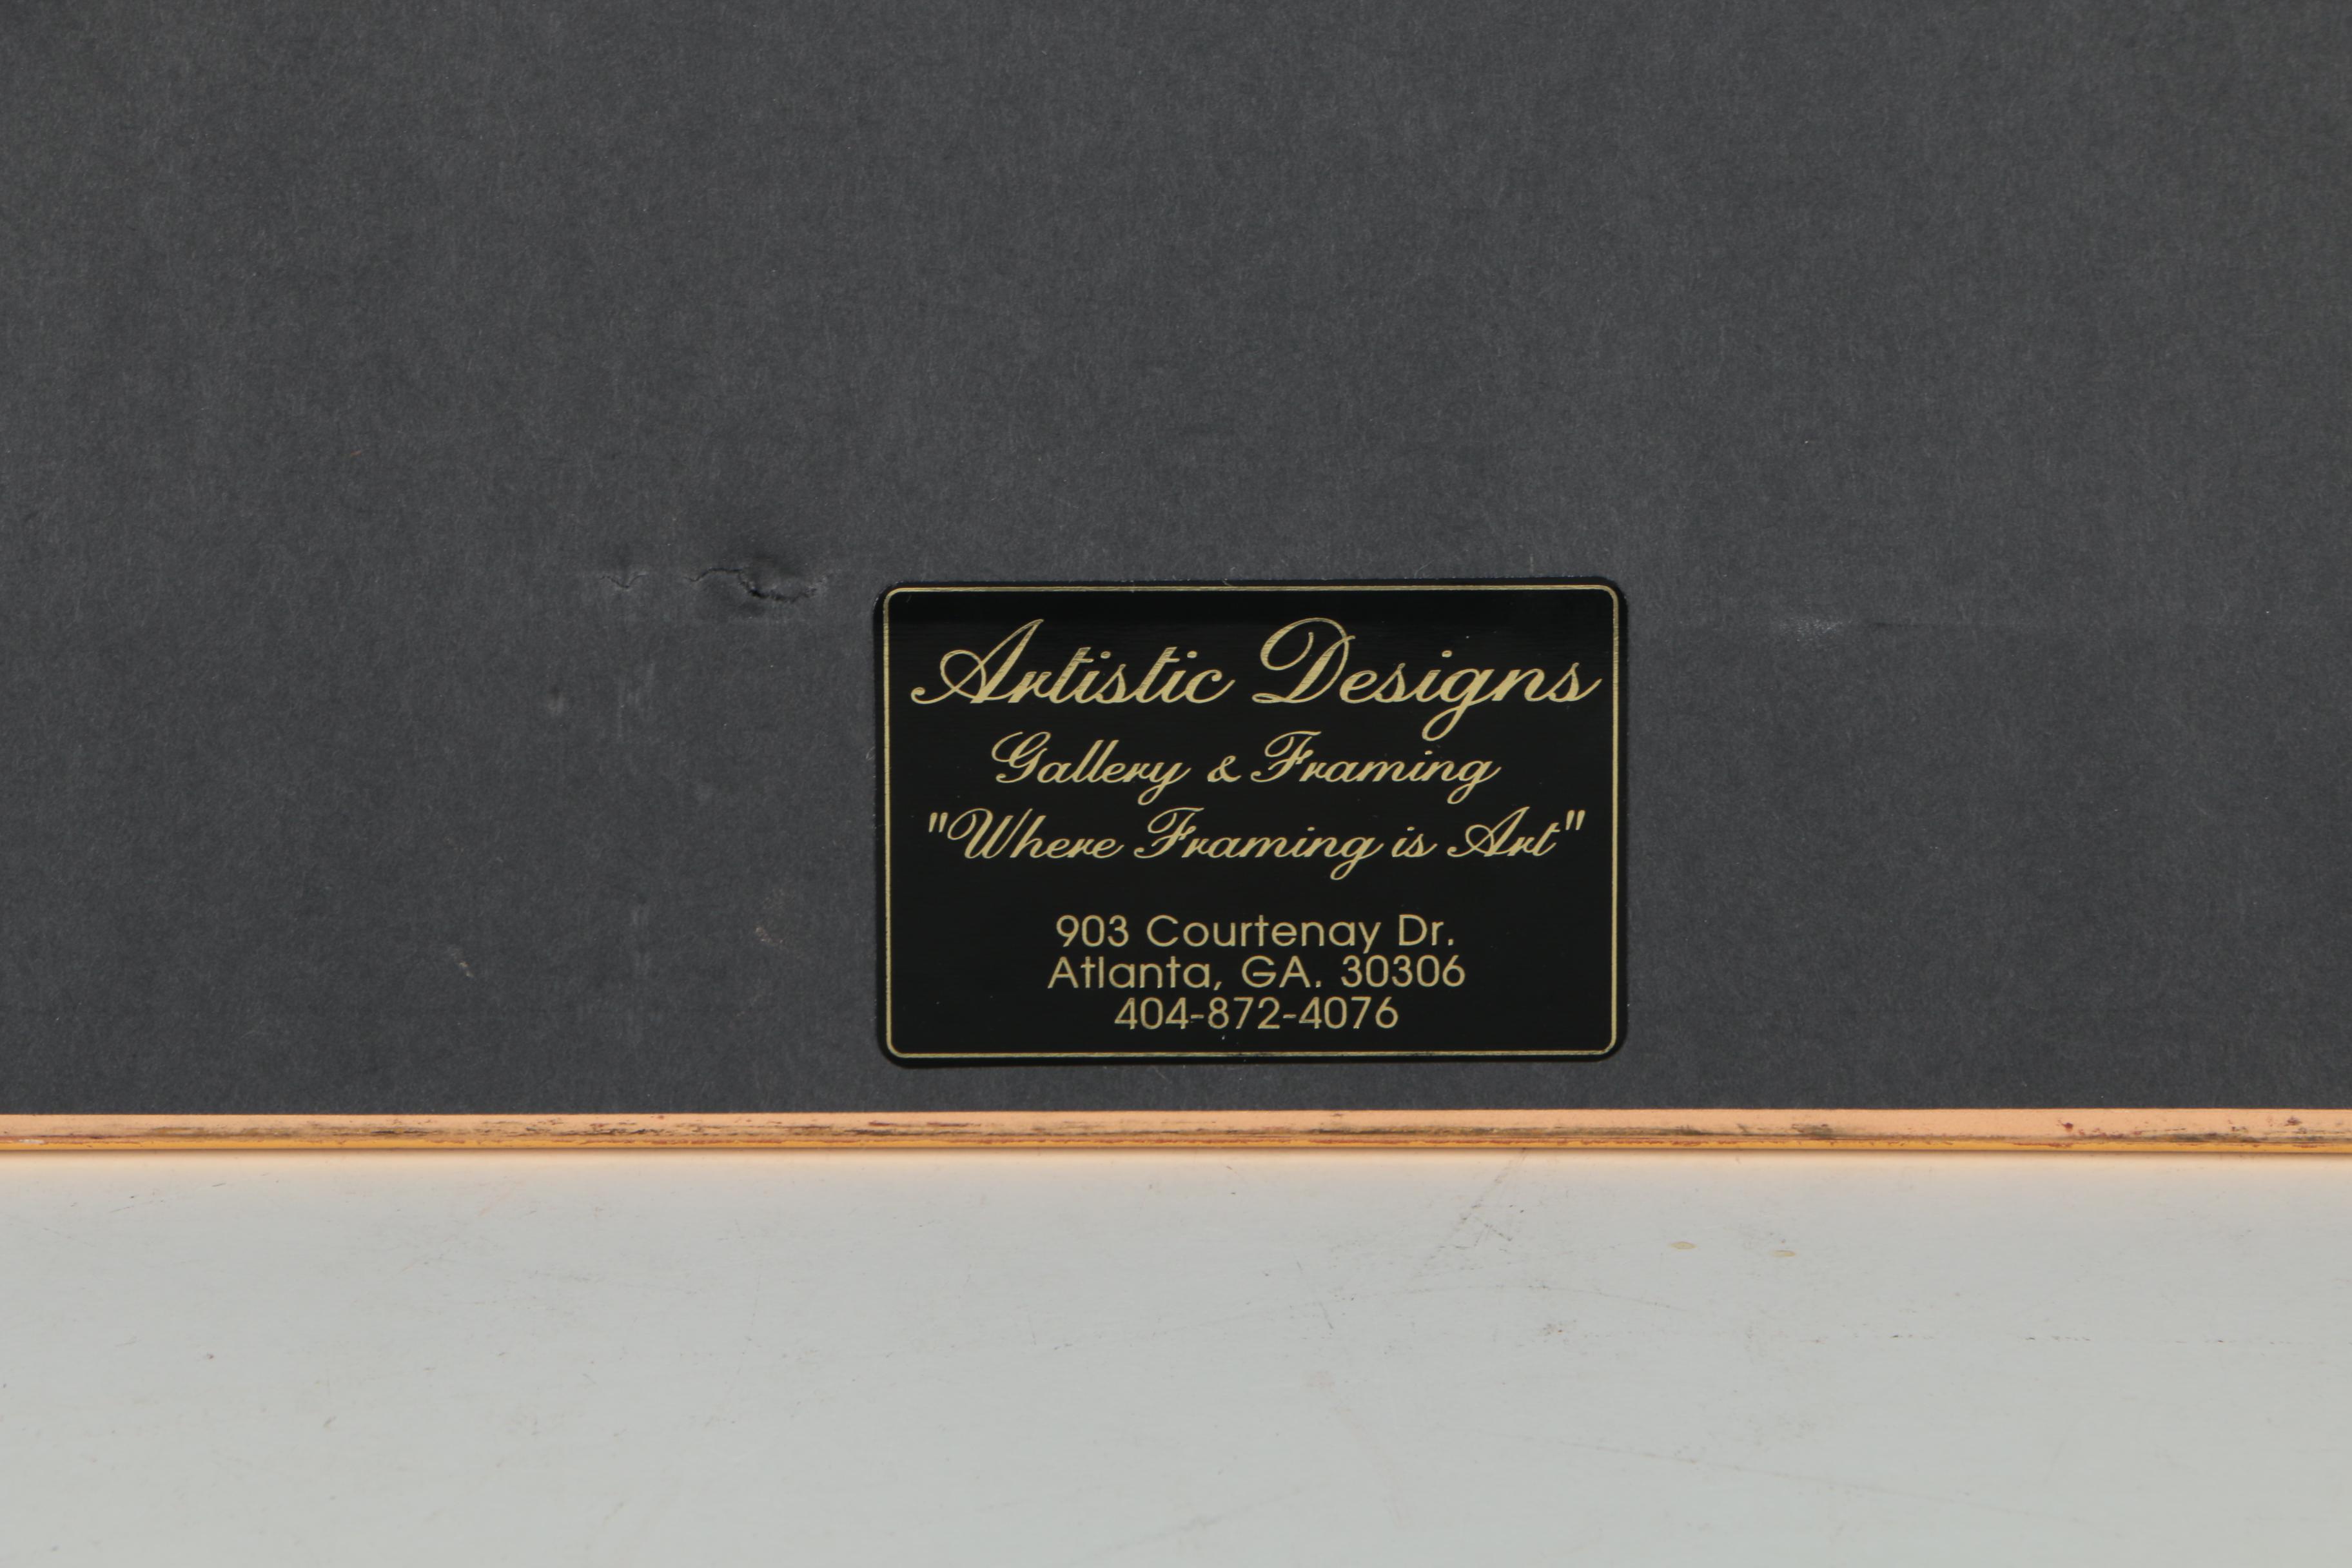 Artistic Designs
Gallery & Framing
"Where Framing is Art"
903 Courtenay Dr.
Atlanta, GA. 30306
404-872-4076